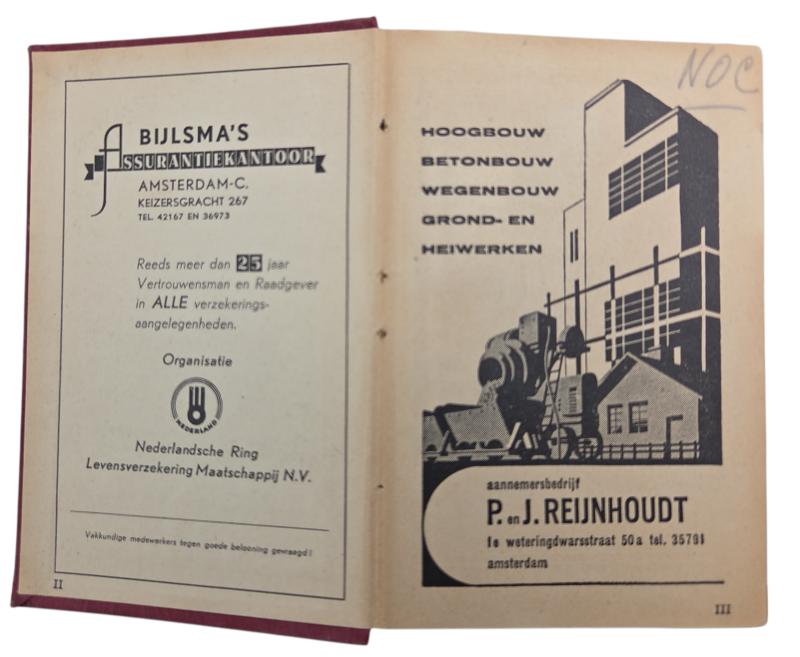 BIJLSMA'S
ASSURANTIEKANTOOR
AMSTERDAM-C.
KEIZERSGRACHT 267
TEL. 42167 EN 36973
Reeds meer dan 25 jaar
Vertrouwensman en Raadgever
in ALLE verzekerings-
aangelegenheden.
Organisatie
NEDERLAND
Nederlandsche Ring
Levensverzekering Maatschappij N.V.
Vakkundige medewerkers tegen goede belooning gevraagd!
II
NOC
HOOGBOUW
BETONBOUW
WEGENBOUW
GROND- EN
HEIWERKEN
aannemersbedrijf
P. en J. REIJNHOUDT
1e weteringdwarsstraat 50a tel. 35791
amsterdam
III